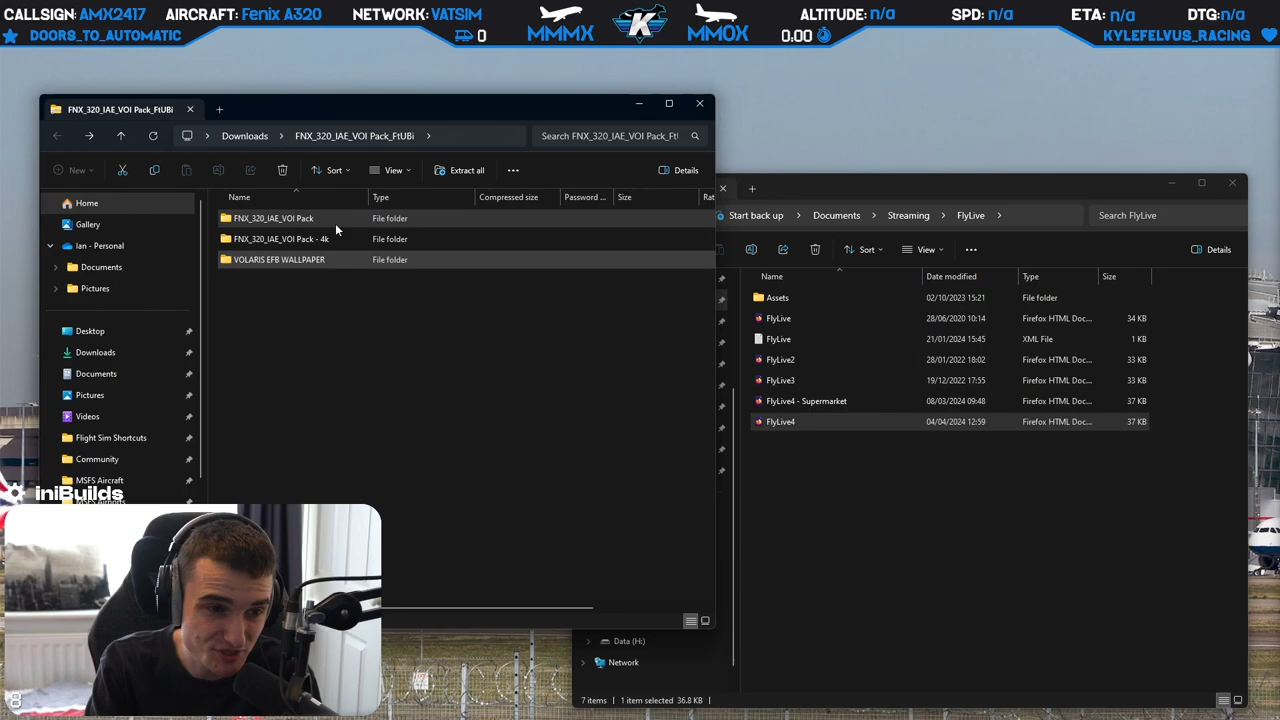 CALLSIGN: AMX2417
AIRCRAFT: Fenix A320
NETWORK: VATSIM
ALTITUDE: n/a
SPD: n/a
ETA: n/a
DTG:n/a
DOORS_TO_AUTOMATIC
0
MMMX
K
MMOX
0:00
KYLEFELVUS_RACING
FNX_320_IAE_VOI Pack_FtUBi
Downloads
FNX_320_IAE_VOI Pack_FtUBi
Search FNX_320_IAE_VOI Pack_FtUl
New
Sort
View
Extract all
Details
Home
Gallery
Ian - Personal
Documents
Pictures
Desktop
Downloads
Documents
Pictures
Videos
Flight Sim Shortcuts
Community
MSFS Aircraft
Name
Type
Compressed size
Password ...
Size
Rat
FNX_320_IAE_VOI Pack
File folder
FNX_320_IAE_VOI Pack - 4k
File folder
VOLARIS EFB WALLPAPER
File folder
Start back up
Documents
Streaming
FlyLive
Search FlyLive
Sort
View
Details
Name
Date modified
Type
Size
Assets
02/10/2023 15:21
File folder
FlyLive
28/06/2020 10:14
Firefox HTML Doc...
34 KB
FlyLive
21/01/2024 15:45
XML File
1 KB
FlyLive2
28/01/2022 18:02
Firefox HTML Doc...
33 KB
FlyLive3
19/12/2022 17:55
Firefox HTML Doc...
33 KB
FlyLive4 - Supermarket
08/03/2024 09:48
Firefox HTML Doc...
37 KB
FlyLive4
04/04/2024 12:59
Firefox HTML Doc...
37 KB
Data (H:)
Network
7 items
1 item selected 36.8 KB
iniBuilds
8